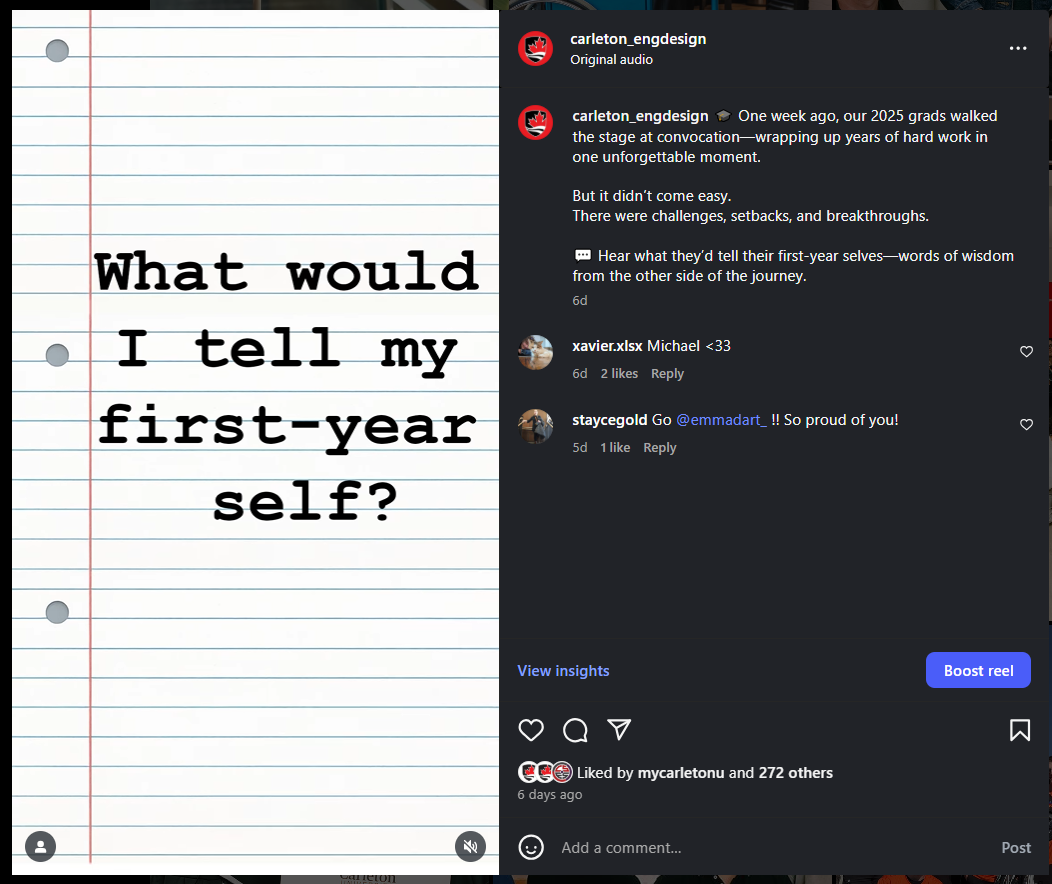 What would
I tell my
first-year
self?
carleton_engdesign
Original audio
carleton_engdesign 🎓 One week ago, our 2025 grads walked
the stage at convocation—wrapping up years of hard work in
one unforgettable moment.
But it didn't come easy.
There were challenges, setbacks, and breakthroughs.
💬 Hear what they'd tell their first-year selves—words of wisdom
from the other side of the journey.
6d
xavier.xlsx Michael <33
6d 2 likes Reply
staycegold Go @emmadart_ !! So proud of you!
5d 1 like Reply
View insights
Boost reel
Liked by mycarletonu and 272 others
6 days ago
Add a comment...
Post
Carleton